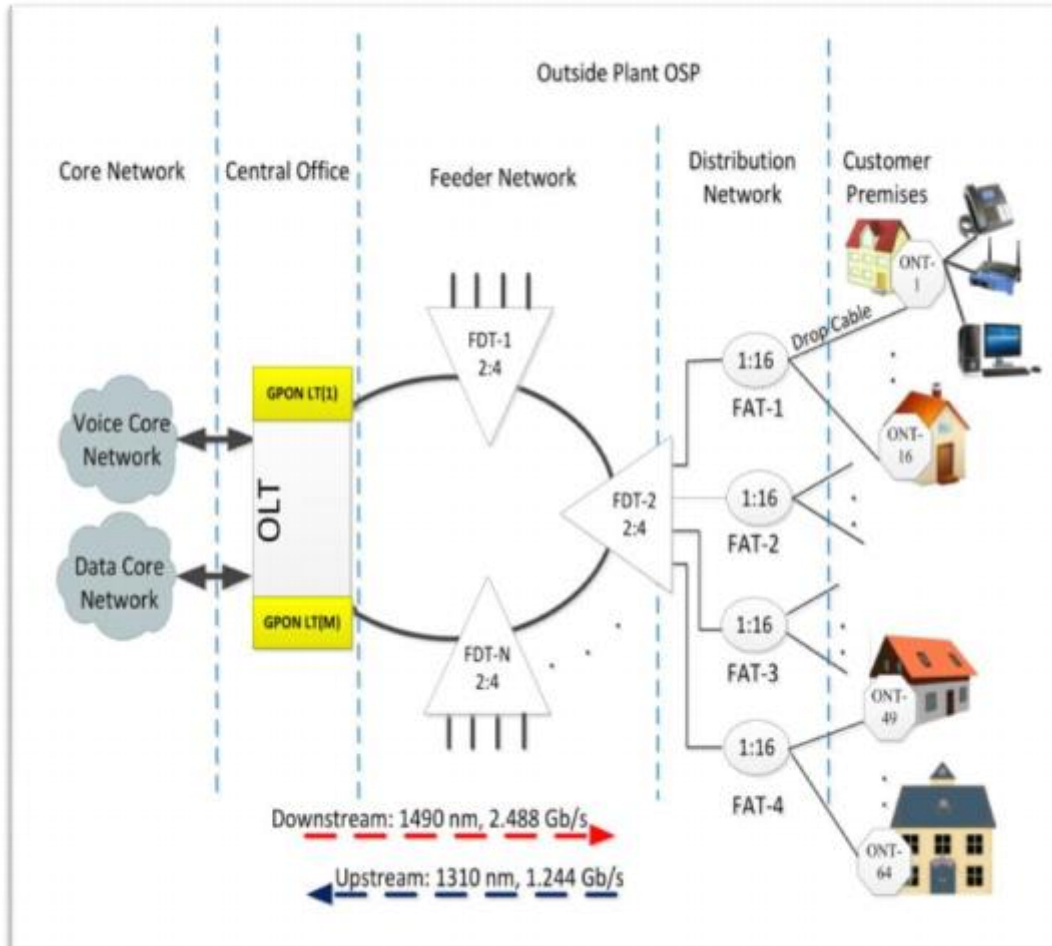 Outside Plant OSP
Core Network
Central Office
Feeder Network
Distribution
Network
Customer
Premises
ONT-
1
Drop Cable
FDT-1
2:4
1:16
FAT-1
GPON LT(1)
Voice Core
Network
ONT-
16
OLT
FDT-2
2:4
1:16
FAT-2
Data Core
Network
GPON LT(M)
1:16
FAT-3
FDT-N
2:4
ONT-
49
1:16
FAT-4
ONT-
64
Downstream: 1490 nm, 2.488 Gb/s
Upstream: 1310 nm, 1.244 Gb/s